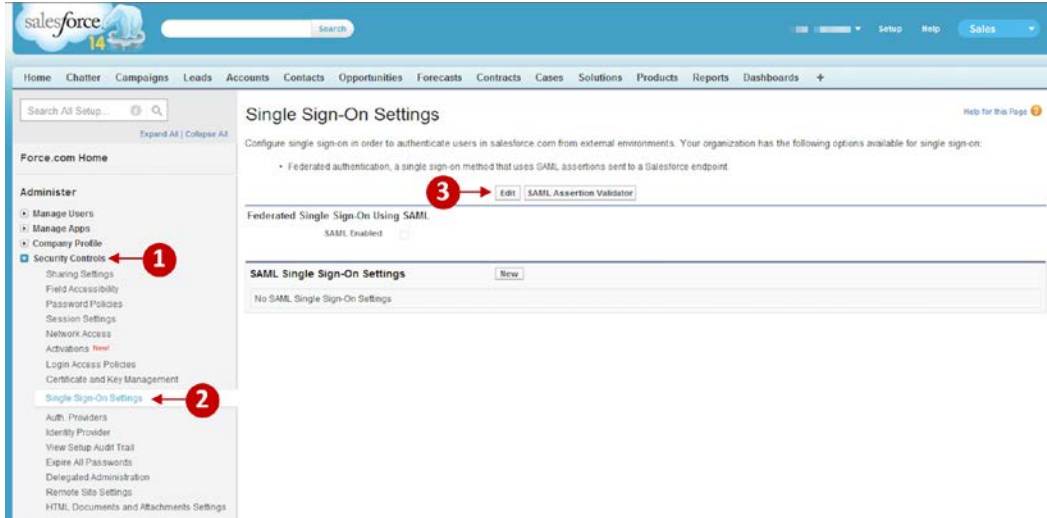 salesforce
14
Search
Setup Help Sales
Home Chatter Campaigns Leads Accounts Contacts Opportunities Forecasts Contracts Cases Solutions Products Reports Dashboards +
Search All Setup...
Expand All | Collapse All
Force.com Home
Administer
Manage Users
Manage Apps
Company Profile
Security Controls
1
Sharing Settings
Field Accessibility
Password Policies
Session Settings
Network Access
Activations New!
Login Access Policies
Certificate and Key Management
Single Sign-On Settings
2
Auth. Providers
Identity Provider
View Setup Audit Trail
Expire All Passwords
Delegated Administration
Remote Site Settings
HTML Documents and Attachments Settings
Single Sign-On Settings
Help for this Page
Configure single sign-on in order to authenticate users in salesforce.com from external environments. Your organization has the following options available for single sign-on:
• Federated authentication, a single sign-on method that uses SAML assertions sent to a Salesforce endpoint.
3
Edit SAML Assertion Validator
Federated Single Sign-On Using SAML
SAML Enabled
SAML Single Sign-On Settings New
No SAML Single Sign-On Settings